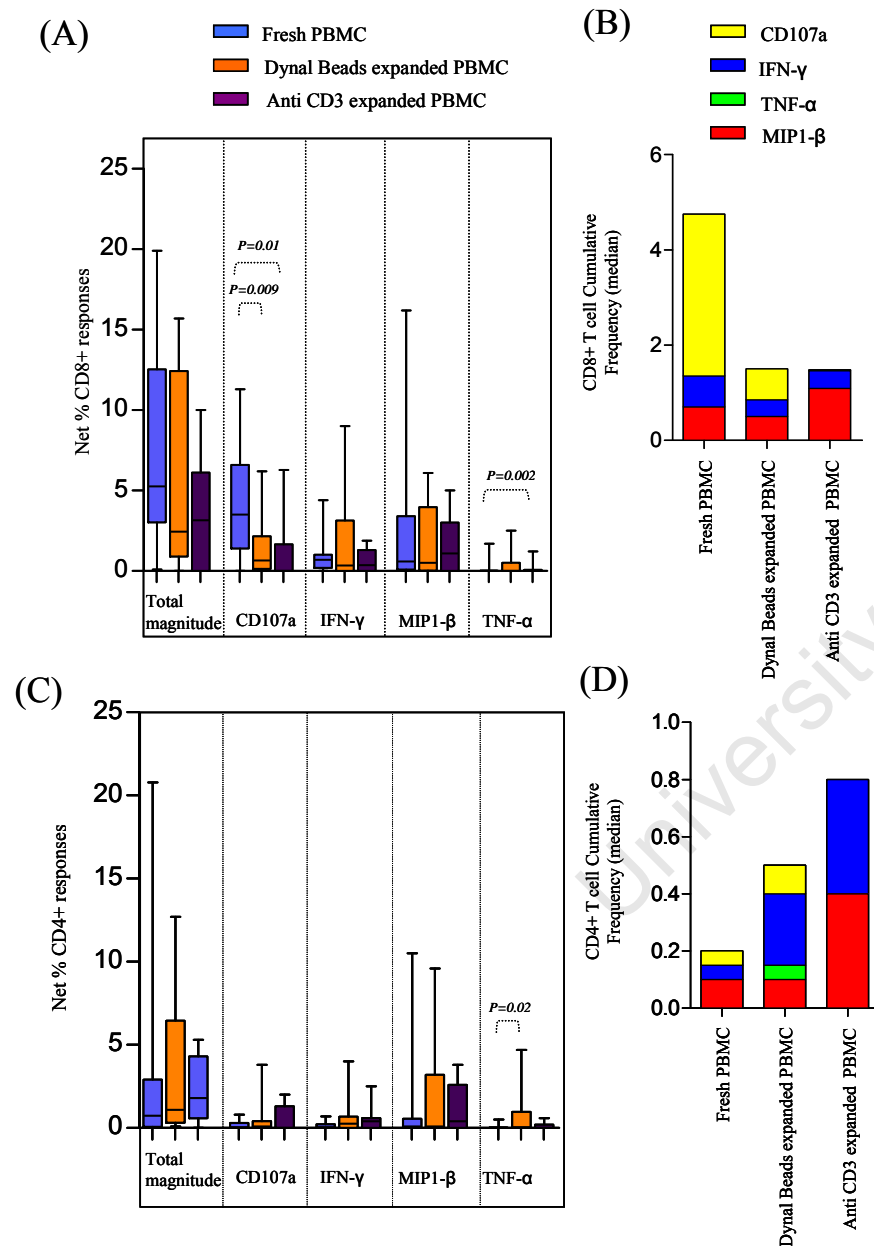 (A)
Fresh PBMC
Dynal Beads expanded PBMC
Anti CD3 expanded PBMC
Net % CD8+ responses
25
20
15
10
5
0
P=0.01
P=0.009
P=0.002
Total
magnitude
CD107a
IFN-γ
MIP1-β
TNF-α
(B)
CD107a
IFN-γ
TNF-α
MIP1-β
CD8+ T cell Cumulative
Frequency (median)
6
4
2
0
Fresh PBMC
Dynal Beads expanded PBMC
Anti CD3 expanded PBMC
(C)
Net % CD4+ responses
25
20
15
10
5
0
P=0.02
Total
magnitude
CD107a
IFN-γ
MIP1-β
TNF-α
(D)
CD4+ T cell Cumulative
Frequency (median)
1.0
0.8
0.6
0.4
0.2
0.0
Fresh PBMC
Dynal Beads expanded PBMC
Anti CD3 expanded PBMC
University